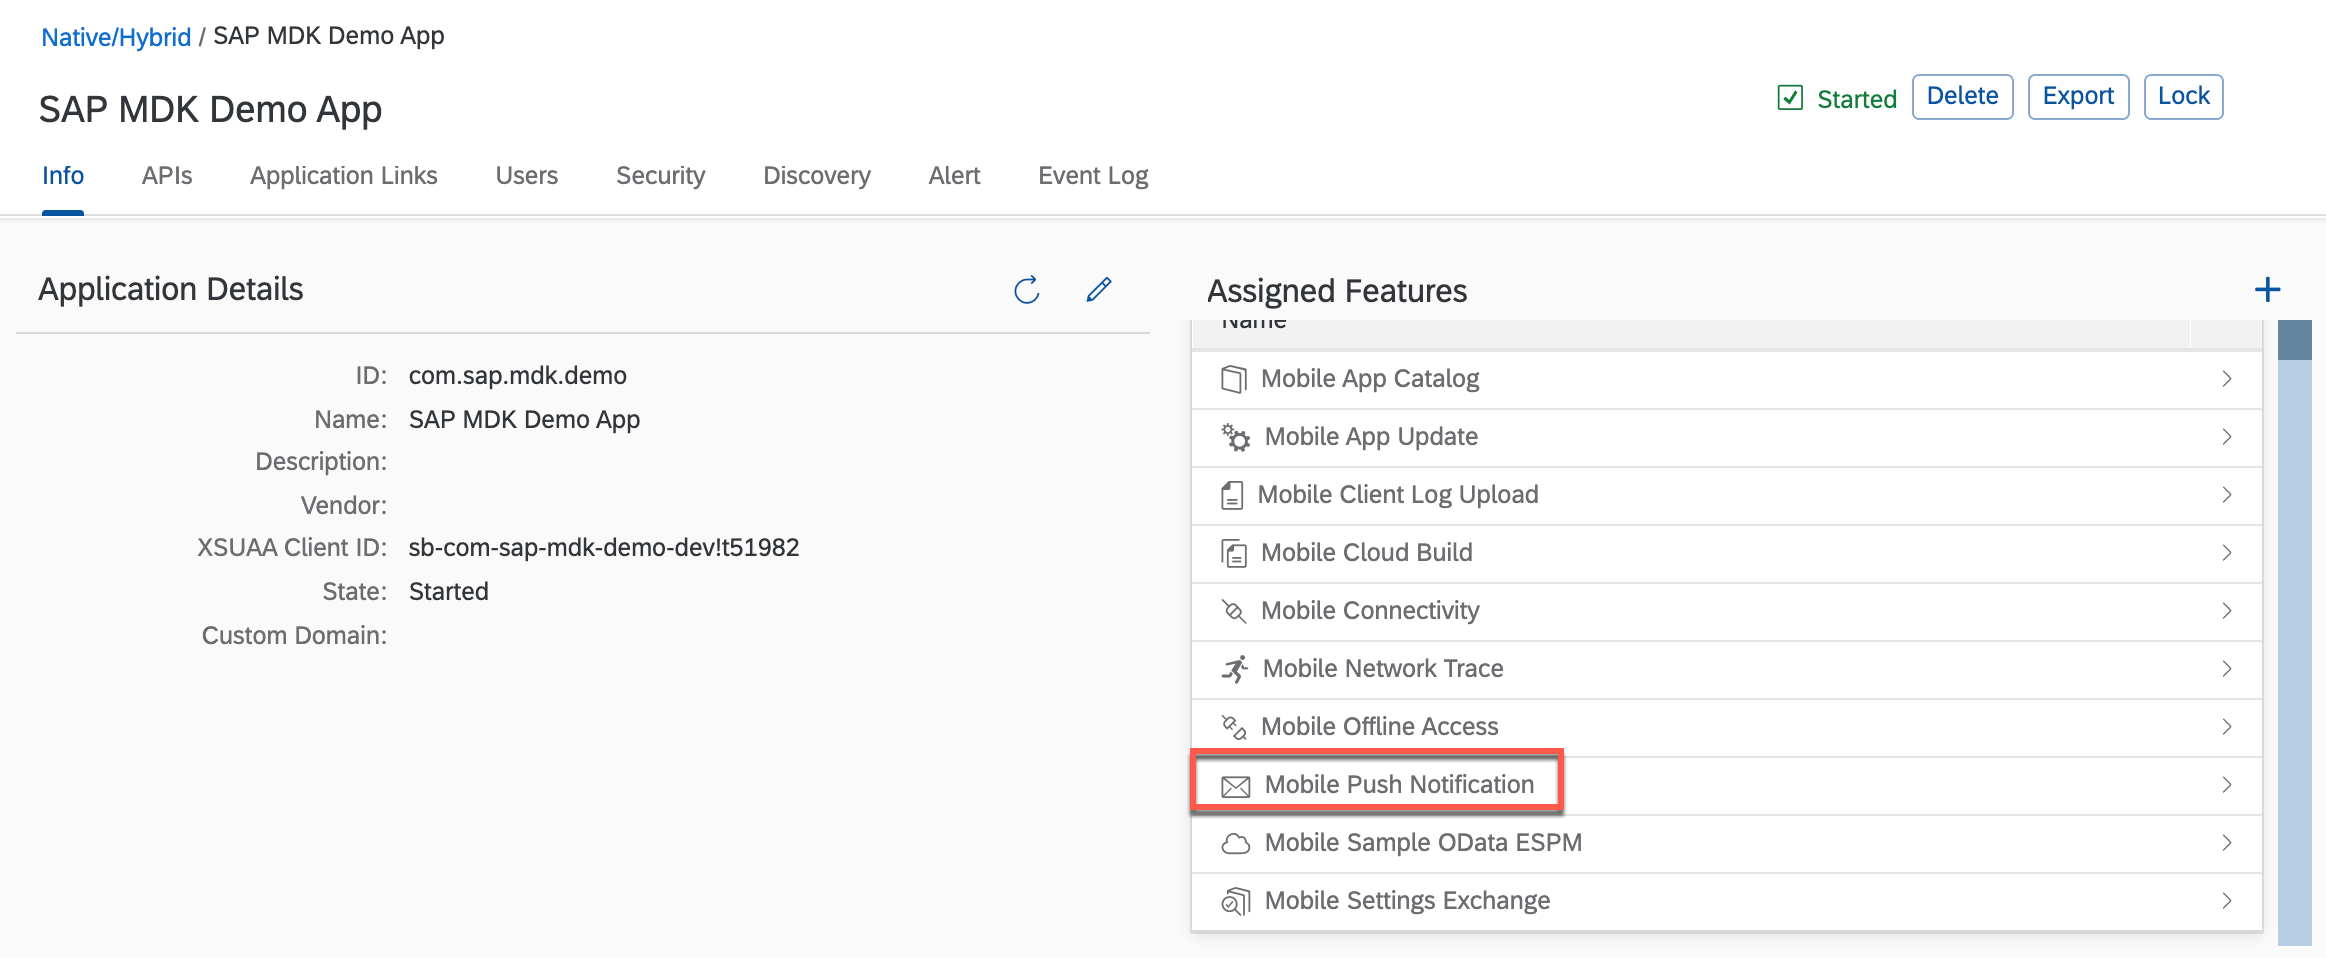 Native/Hybrid / SAP MDK Demo App
SAP MDK Demo App
Started Delete Export Lock
Info APIs Application Links Users Security Discovery Alert Event Log
Application Details
ID: com.sap.mdk.demo
Name: SAP MDK Demo App
Description:
Vendor:
XSUAA Client ID: sb-com-sap-mdk-demo-dev!t51982
State: Started
Custom Domain:
Assigned Features
Name
Mobile App Catalog
Mobile App Update
Mobile Client Log Upload
Mobile Cloud Build
Mobile Connectivity
Mobile Network Trace
Mobile Offline Access
Mobile Push Notification
Mobile Sample OData ESPM
Mobile Settings Exchange